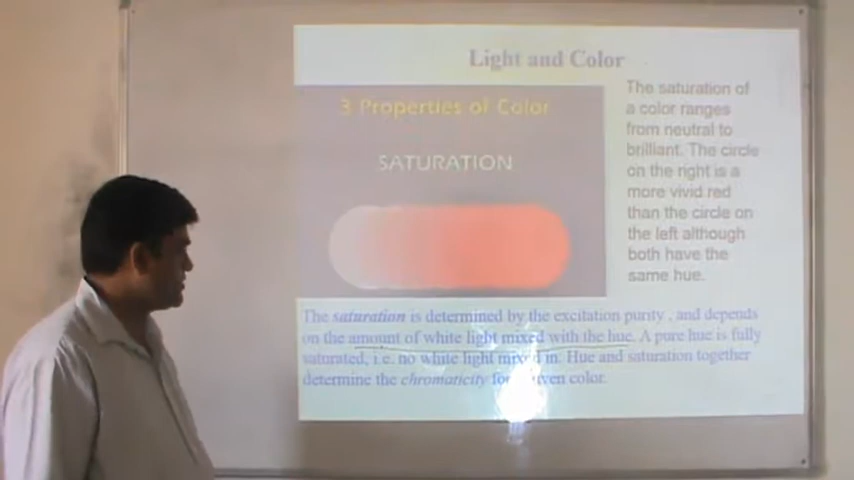 Light and Color
3 Properties of Color
SATURATION
The saturation of
a color ranges
from neutral to
brilliant. The circle
on the right is a
more vivid red
than the circle on
the left although
both have the
same hue.
The saturation is determined by the excitation purity , and depends
on the amount of white light mixed with the hue. A pure hue is fully
saturated, i.e. no white light mixed in. Hue and saturation together
determine the chromaticity for given color.